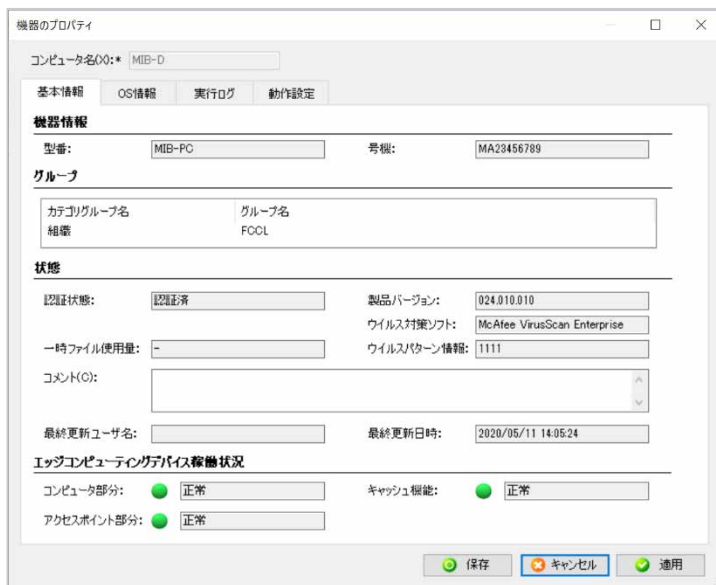 機器のプロパティ
コンピュータ名(X):* MIB-D
基本情報 OS情報 実行ログ 動作設定
機器情報
型番: MIB-PC 号機: MA23456789
グループ
カテゴリグループ名 グループ名
組織 FCCL
状態
認証状態: 認証済 製品バージョン: 024.010.010
ウイルス対策ソフト: McAfee VirusScan Enterprise
一時ファイル使用量: - ウイルスパターン情報: 1111
コメント(C):
最終更新ユーザ名: 最終更新日時: 2020/05/11 14:05:24
エッジコンピューティングデバイス稼働状況
コンピュータ部分: 正常 キャッシュ機能: 正常
アクセスポイント部分: 正常
保存 キャンセル 適用